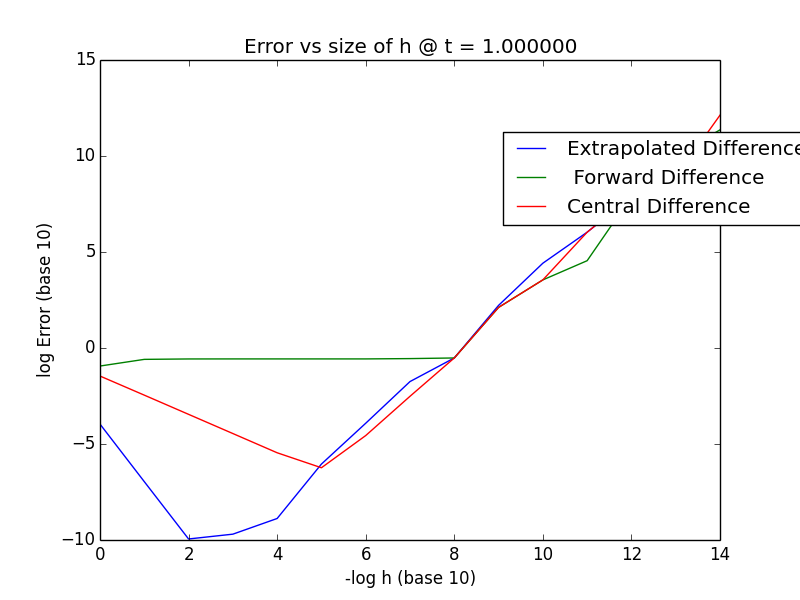 Error vs size of h @ t = 1.000000
15
10
5
0
−5
−10
log Error (base 10)
Extrapolated Difference
Forward Difference
Central Difference
0 2 4 6 8 10 12 14
-log h (base 10)